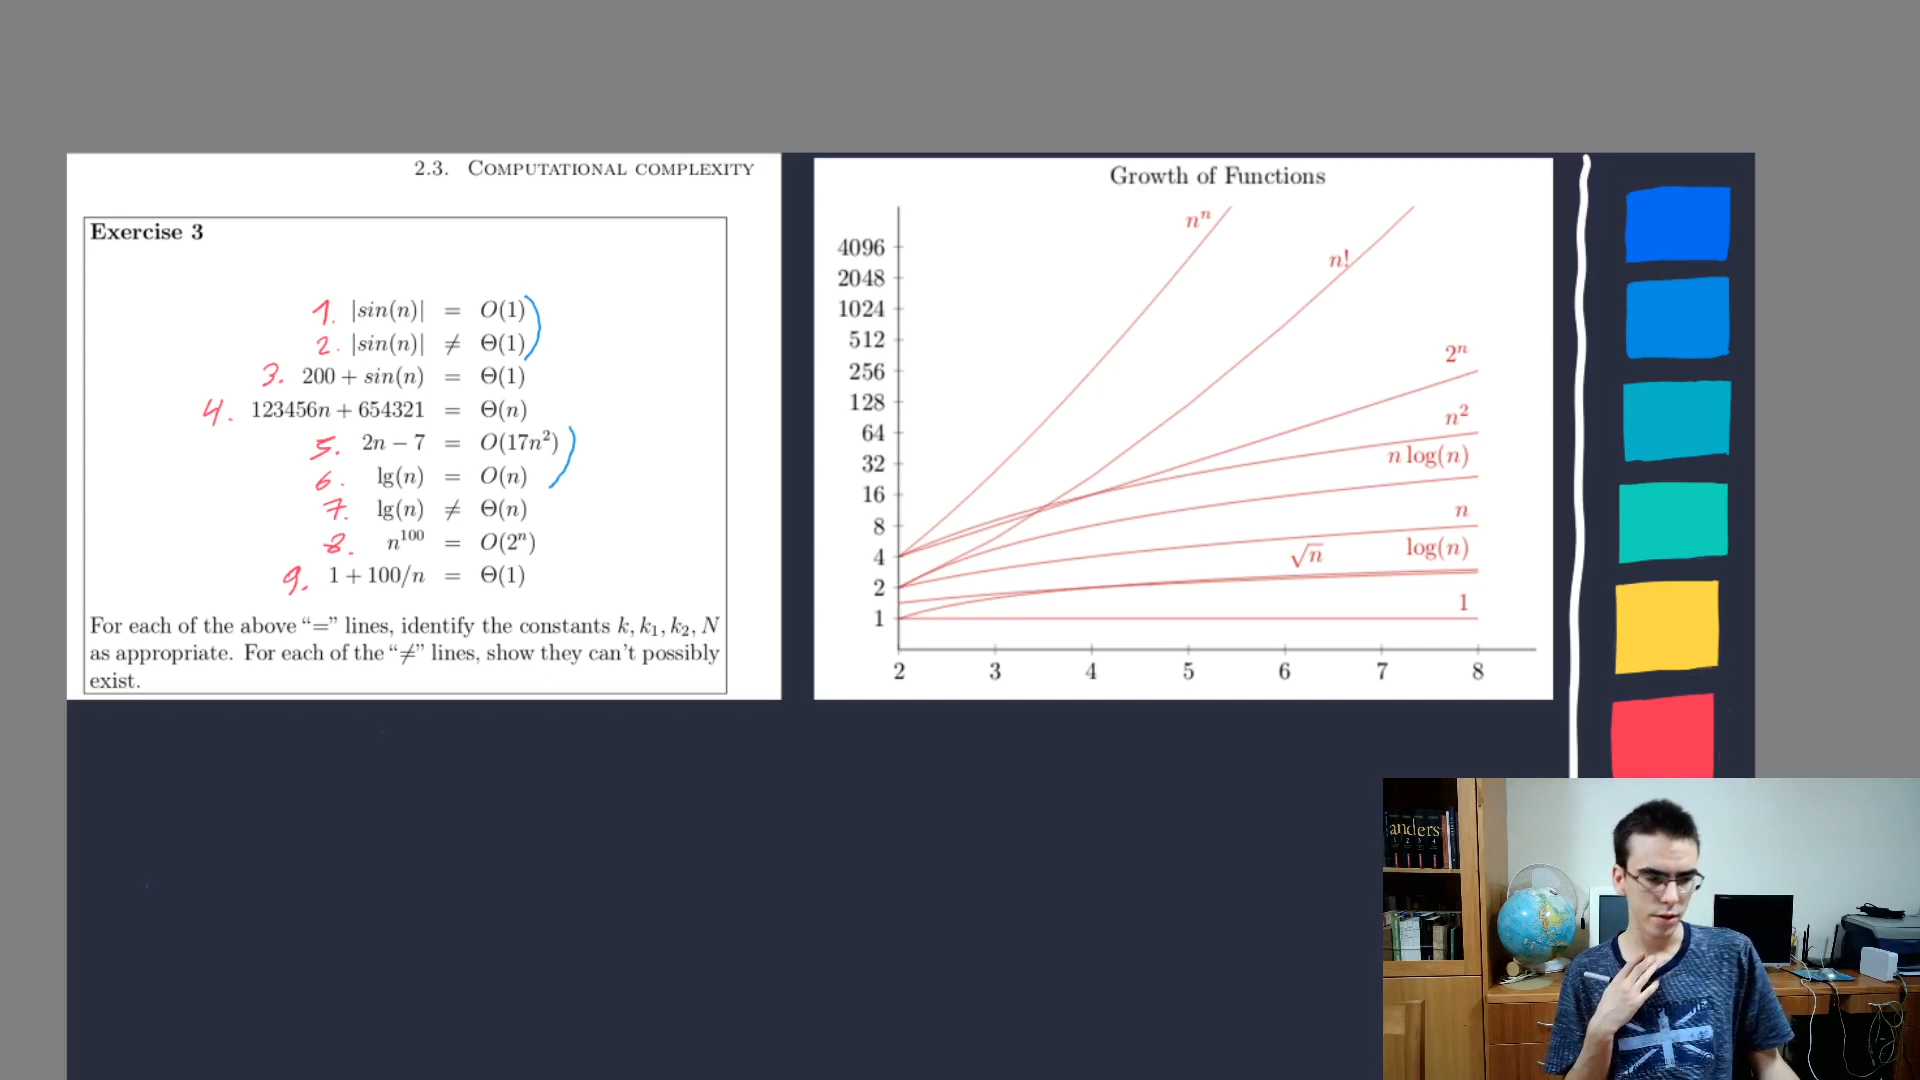 2.3. COMPUTATIONAL COMPLEXITY
Exercise 3
1. |sin(n)| = O(1)
2. |sin(n)| ≠ Θ(1)
3. 200 + sin(n) = Θ(1)
4. 123456n + 654321 = Θ(n)
5. 2n − 7 = O(17n²)
6. lg(n) = O(n)
7. lg(n) ≠ Θ(n)
8. n¹⁰⁰ = O(2ⁿ)
9. 1 + 100/n = Θ(1)
For each of the above “=” lines, identify the constants k, k₁, k₂, N
as appropriate. For each of the “≠” lines, show they can’t possibly
exist.
Growth of Functions
4096
2048
1024
512
256
128
64
32
16
8
4
2
1
nⁿ
n!
2ⁿ
n²
n log(n)
n
log(n)
√n
1
2 3 4 5 6 7 8
anders
1 2 3 4